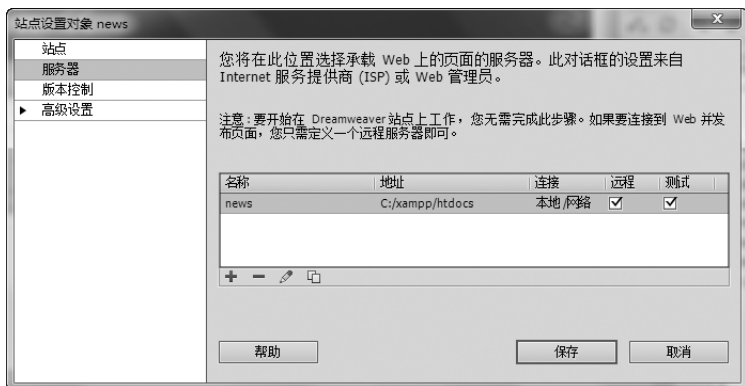 站点设置对象 news
站点
服务器
版本控制
高级设置
您将在此位置选择承载 Web 上的页面的服务器。此对话框的设置来自
Internet 服务提供商 (ISP) 或 Web 管理员。
注意:要开始在 Dreamweaver 站点上工作，您无需完成此步骤。如果要连接到 Web 并发
布页面，您只需定义一个远程服务器即可。
名称 地址 连接 远程 测试
news C:/xampp/htdocs 本地/网络
帮助 保存 取消